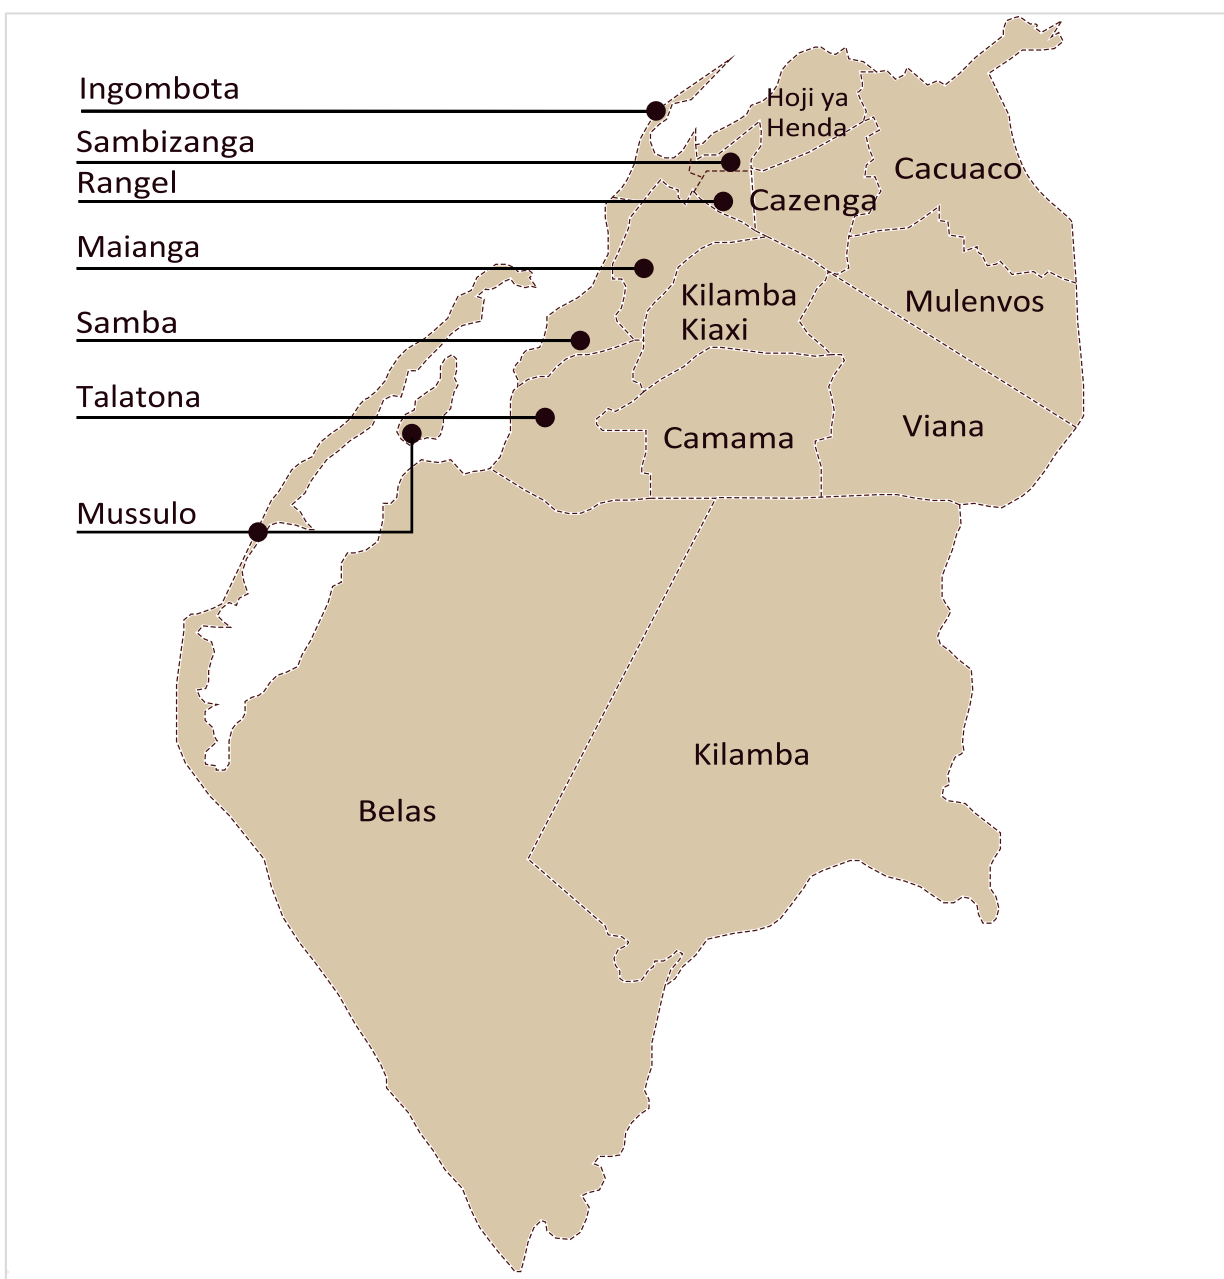 Ingombota
Sambizanga
Rangel
Maianga
Samba
Talatona
Mussulo
Hoji ya
Henda
Cacuaco
Cazenga
Kilamba
Kiaxi
Mulenvos
Viana
Camama
Kilamba
Belas